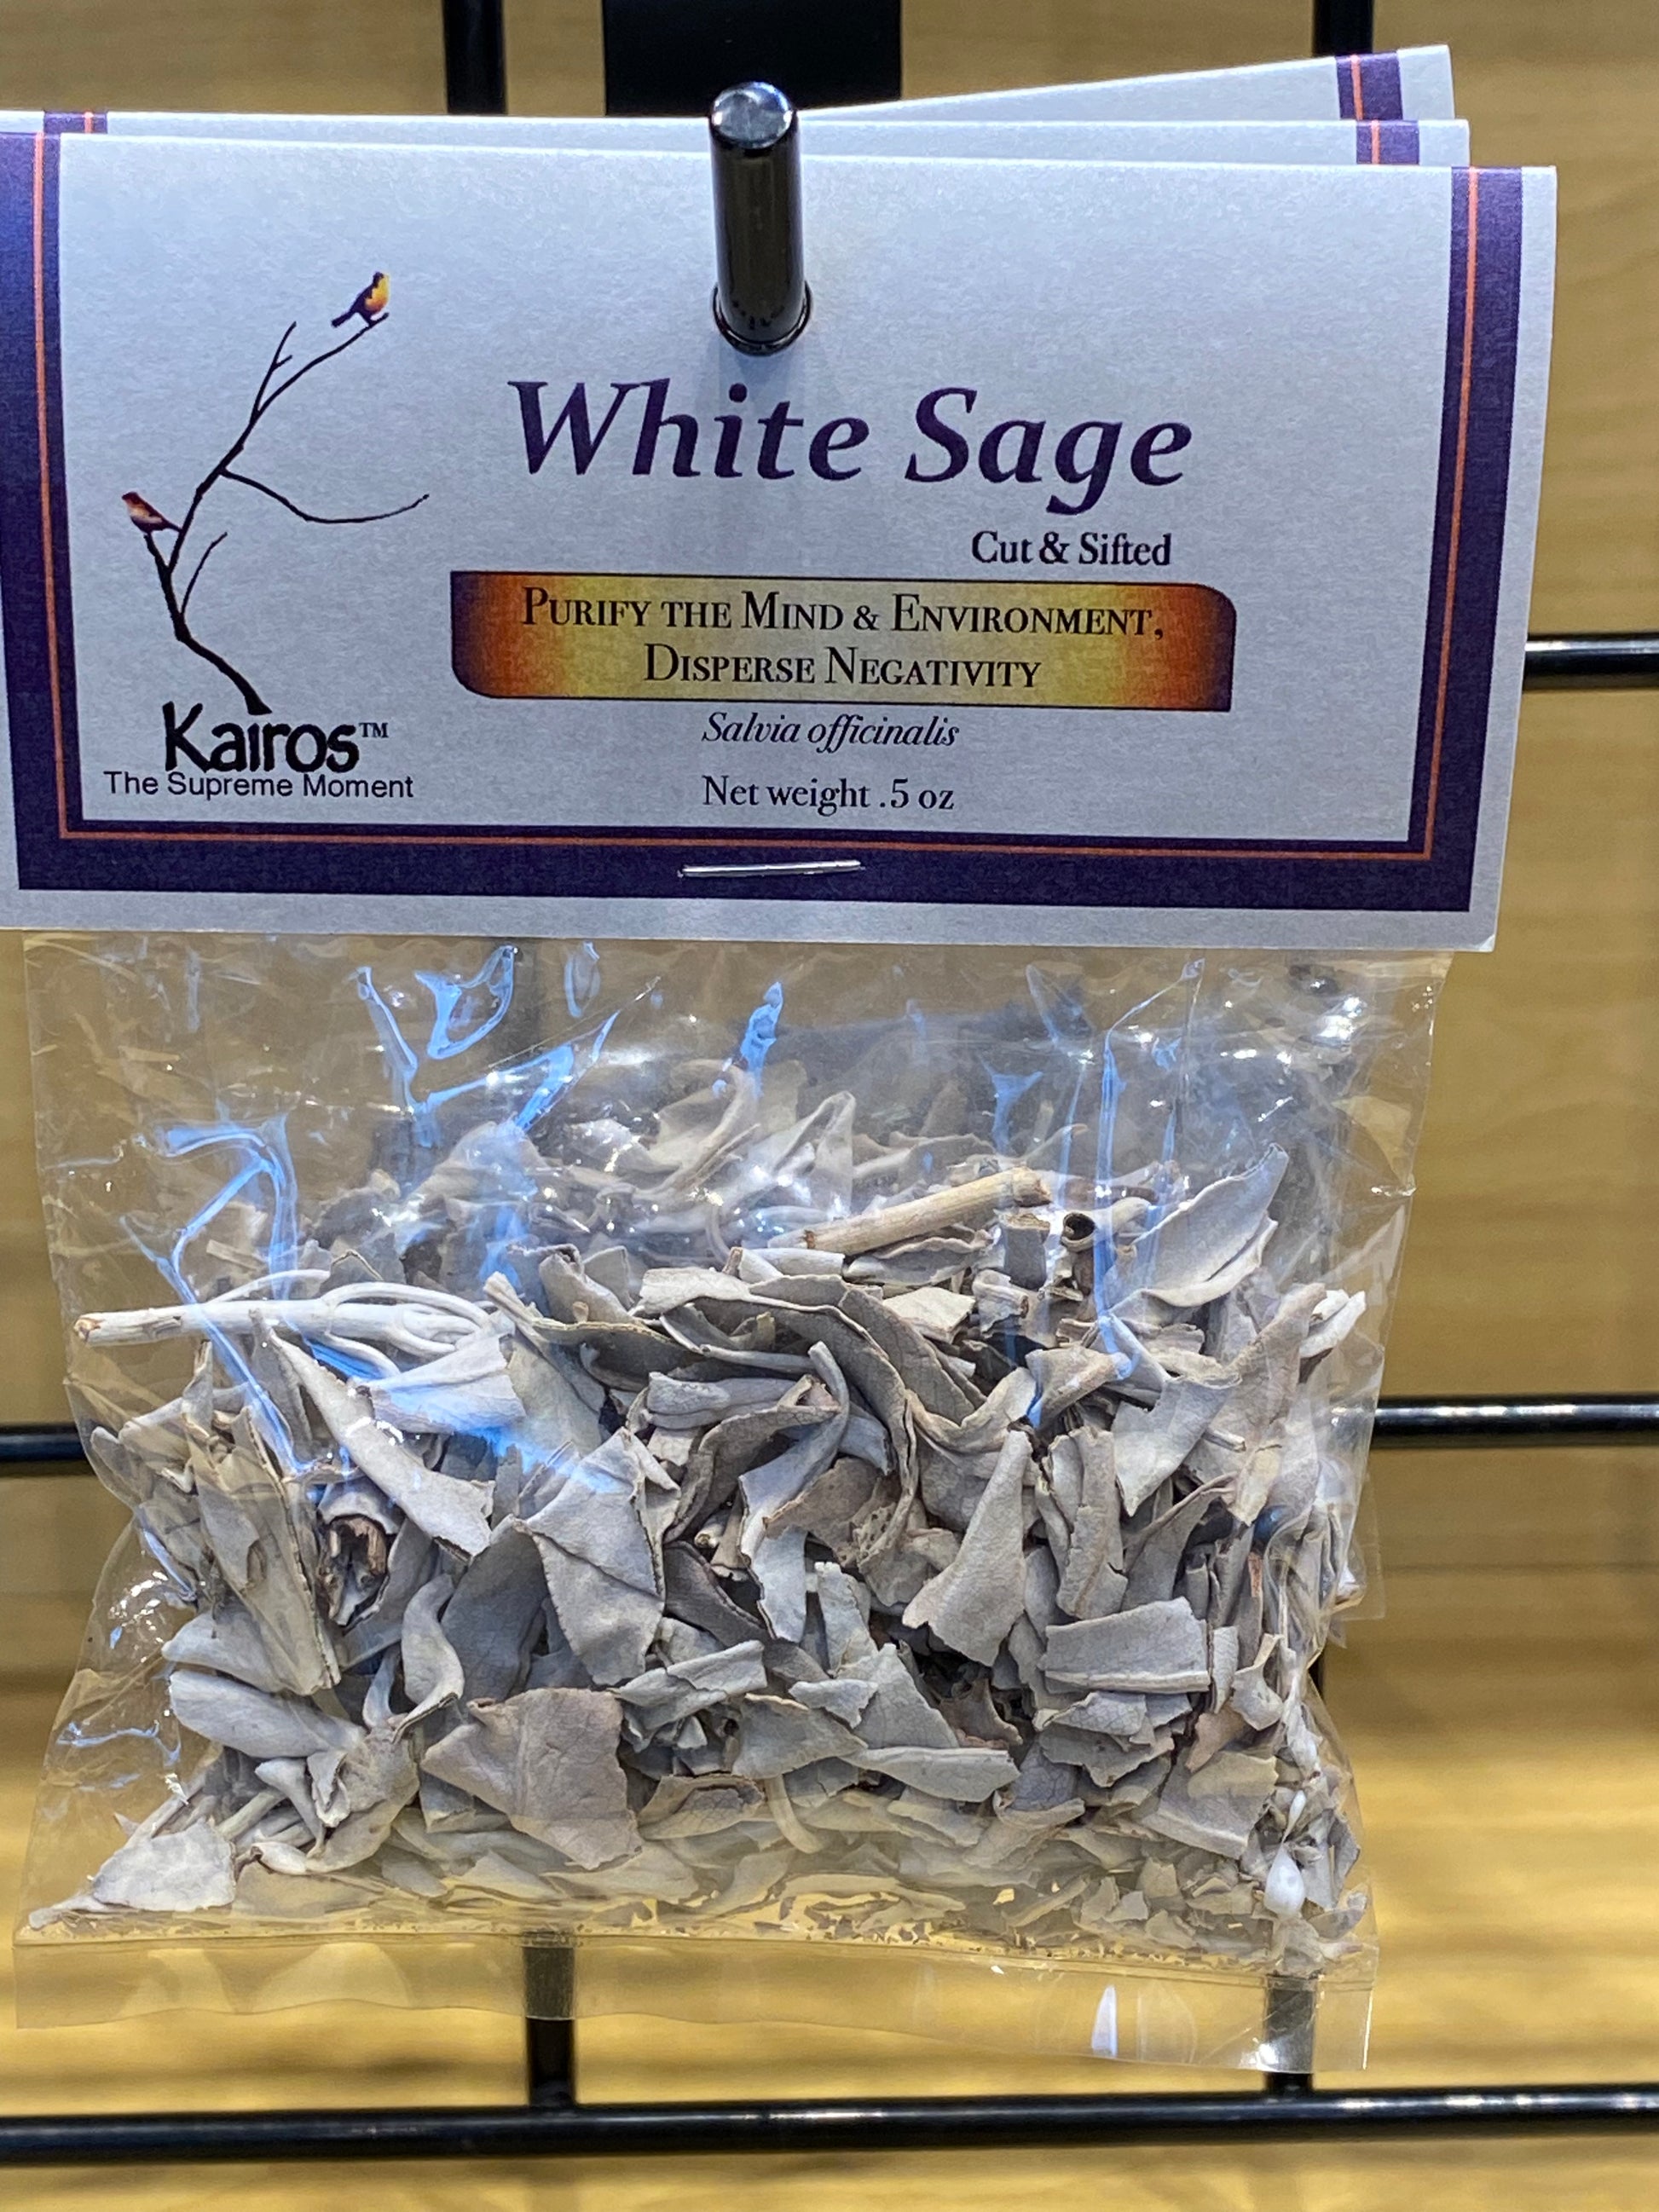 White Sage
Cut & Sifted
PURIFY THE MIND & ENVIRONMENT,
DISPERSE NEGATIVITY
Salvia officinalis
Net weight .5 oz
Kairos™
The Supreme Moment